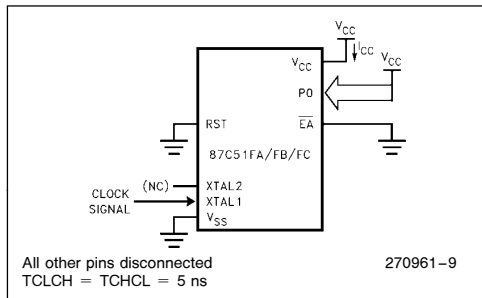 VCC
ICC
VCC
VCC
P0
RST
EA
87C51FA/FB/FC
(NC)
XTAL2
CLOCK SIGNAL
XTAL1
VSS
All other pins disconnected
TCLCH = TCHCL = 5 ns
270961–9